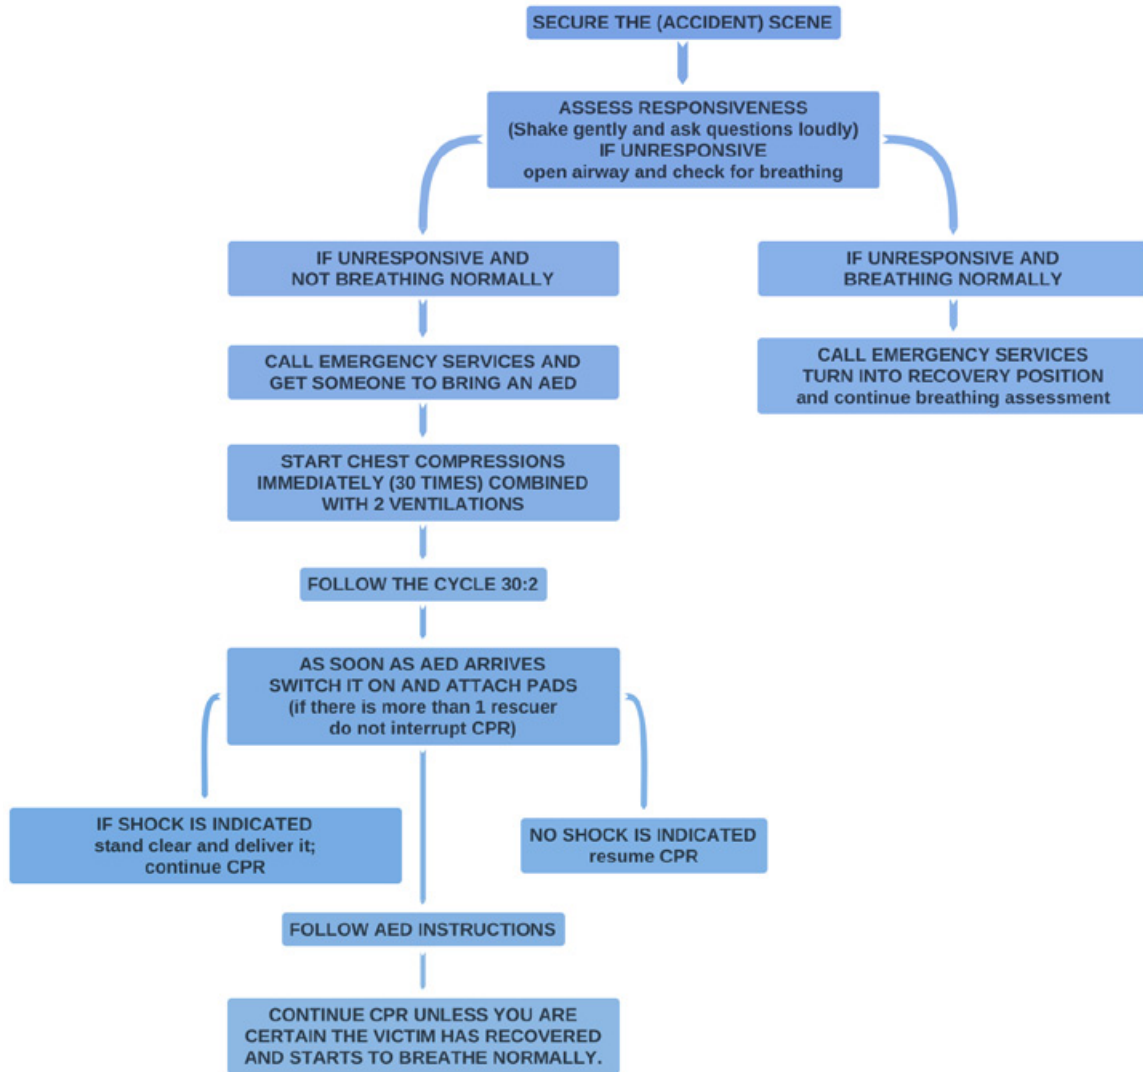 SECURE THE (ACCIDENT) SCENE
ASSESS RESPONSIVENESS
(Shake gently and ask questions loudly)
IF UNRESPONSIVE
open airway and check for breathing
IF UNRESPONSIVE AND
NOT BREATHING NORMALLY
IF UNRESPONSIVE AND
BREATHING NORMALLY
CALL EMERGENCY SERVICES AND
GET SOMEONE TO BRING AN AED
CALL EMERGENCY SERVICES
TURN INTO RECOVERY POSITION
and continue breathing assessment
START CHEST COMPRESSIONS
IMMEDIATELY (30 TIMES) COMBINED
WITH 2 VENTILATIONS
FOLLOW THE CYCLE 30:2
AS SOON AS AED ARRIVES
SWITCH IT ON AND ATTACH PADS
(if there is more than 1 rescuer
do not interrupt CPR)
IF SHOCK IS INDICATED
stand clear and deliver it;
continue CPR
NO SHOCK IS INDICATED
resume CPR
FOLLOW AED INSTRUCTIONS
CONTINUE CPR UNLESS YOU ARE
CERTAIN THE VICTIM HAS RECOVERED
AND STARTS TO BREATHE NORMALLY.